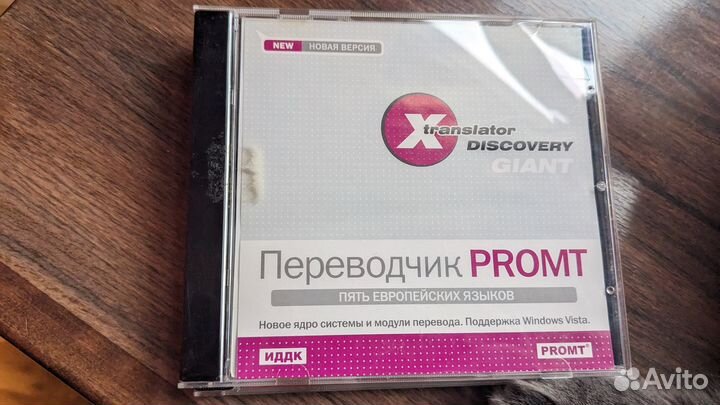 NEW НОВАЯ ВЕРСИЯ
X translator
DISCOVERY
GIANT
Переводчик PROMT
ПЯТЬ ЕВРОПЕЙСКИХ ЯЗЫКОВ
Новое ядро системы и модули перевода. Поддержка Windows Vista.
ИДДК PROMT®
Avito